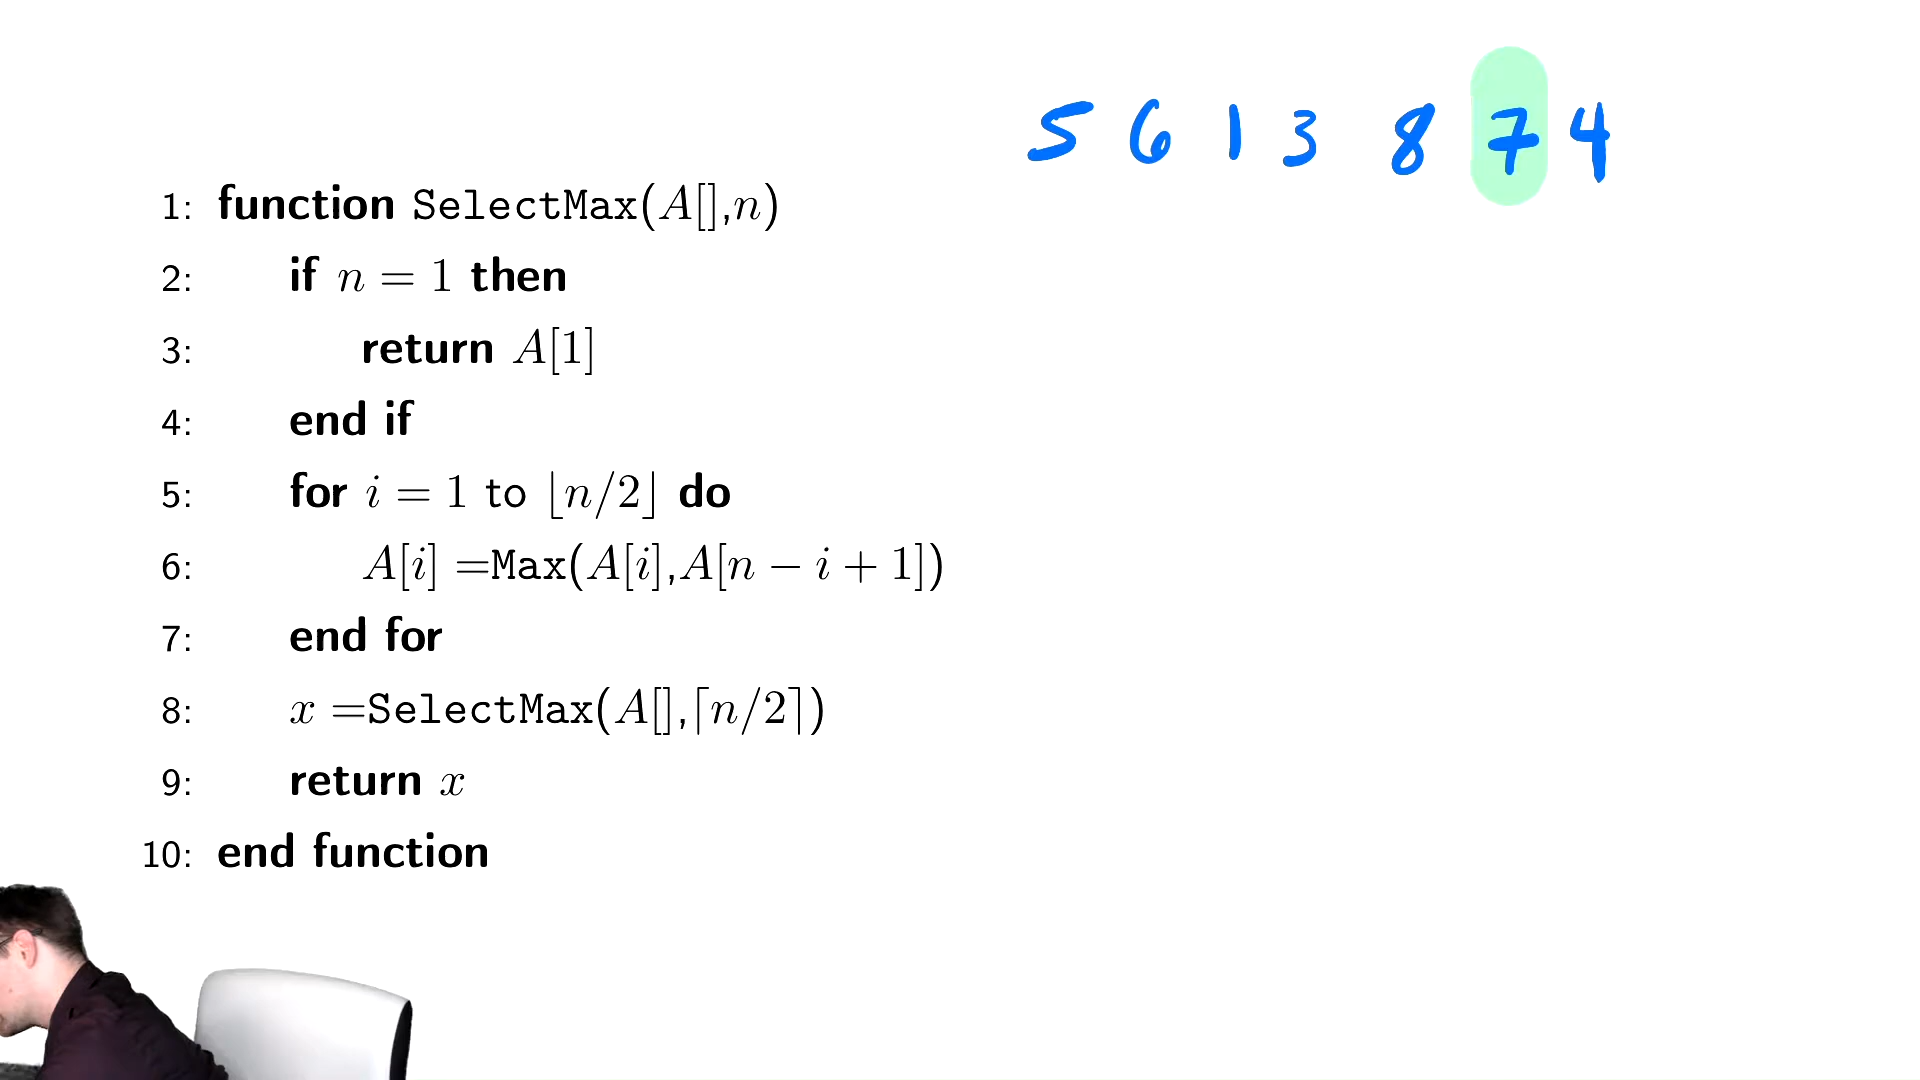 5 6 1 3 8 7 4
1: function SelectMax(A[],n)
2: if n = 1 then
3: return A[1]
4: end if
5: for i = 1 to ⌊n/2⌋ do
6: A[i] =Max(A[i],A[n − i + 1])
7: end for
8: x =SelectMax(A[],⌈n/2⌉)
9: return x
10: end function